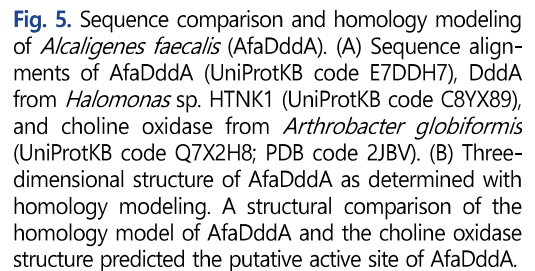 Fig. 5. Sequence comparison and homology modeling
of Alcaligenes faecalis (AfaDddA). (A) Sequence align-
ments of AfaDddA (UniProtKB code E7DDH7), DddA
from Halomonas sp. HTNK1 (UniProtKB code C8YX89),
and choline oxidase from Arthrobacter globiformis
(UniProtKB code Q7X2H8; PDB code 2JBV). (B) Three-
dimensional structure of AfaDddA as determined with
homology modeling. A structural comparison of the
homology model of AfaDddA and the choline oxidase
structure predicted the putative active site of AfaDddA.